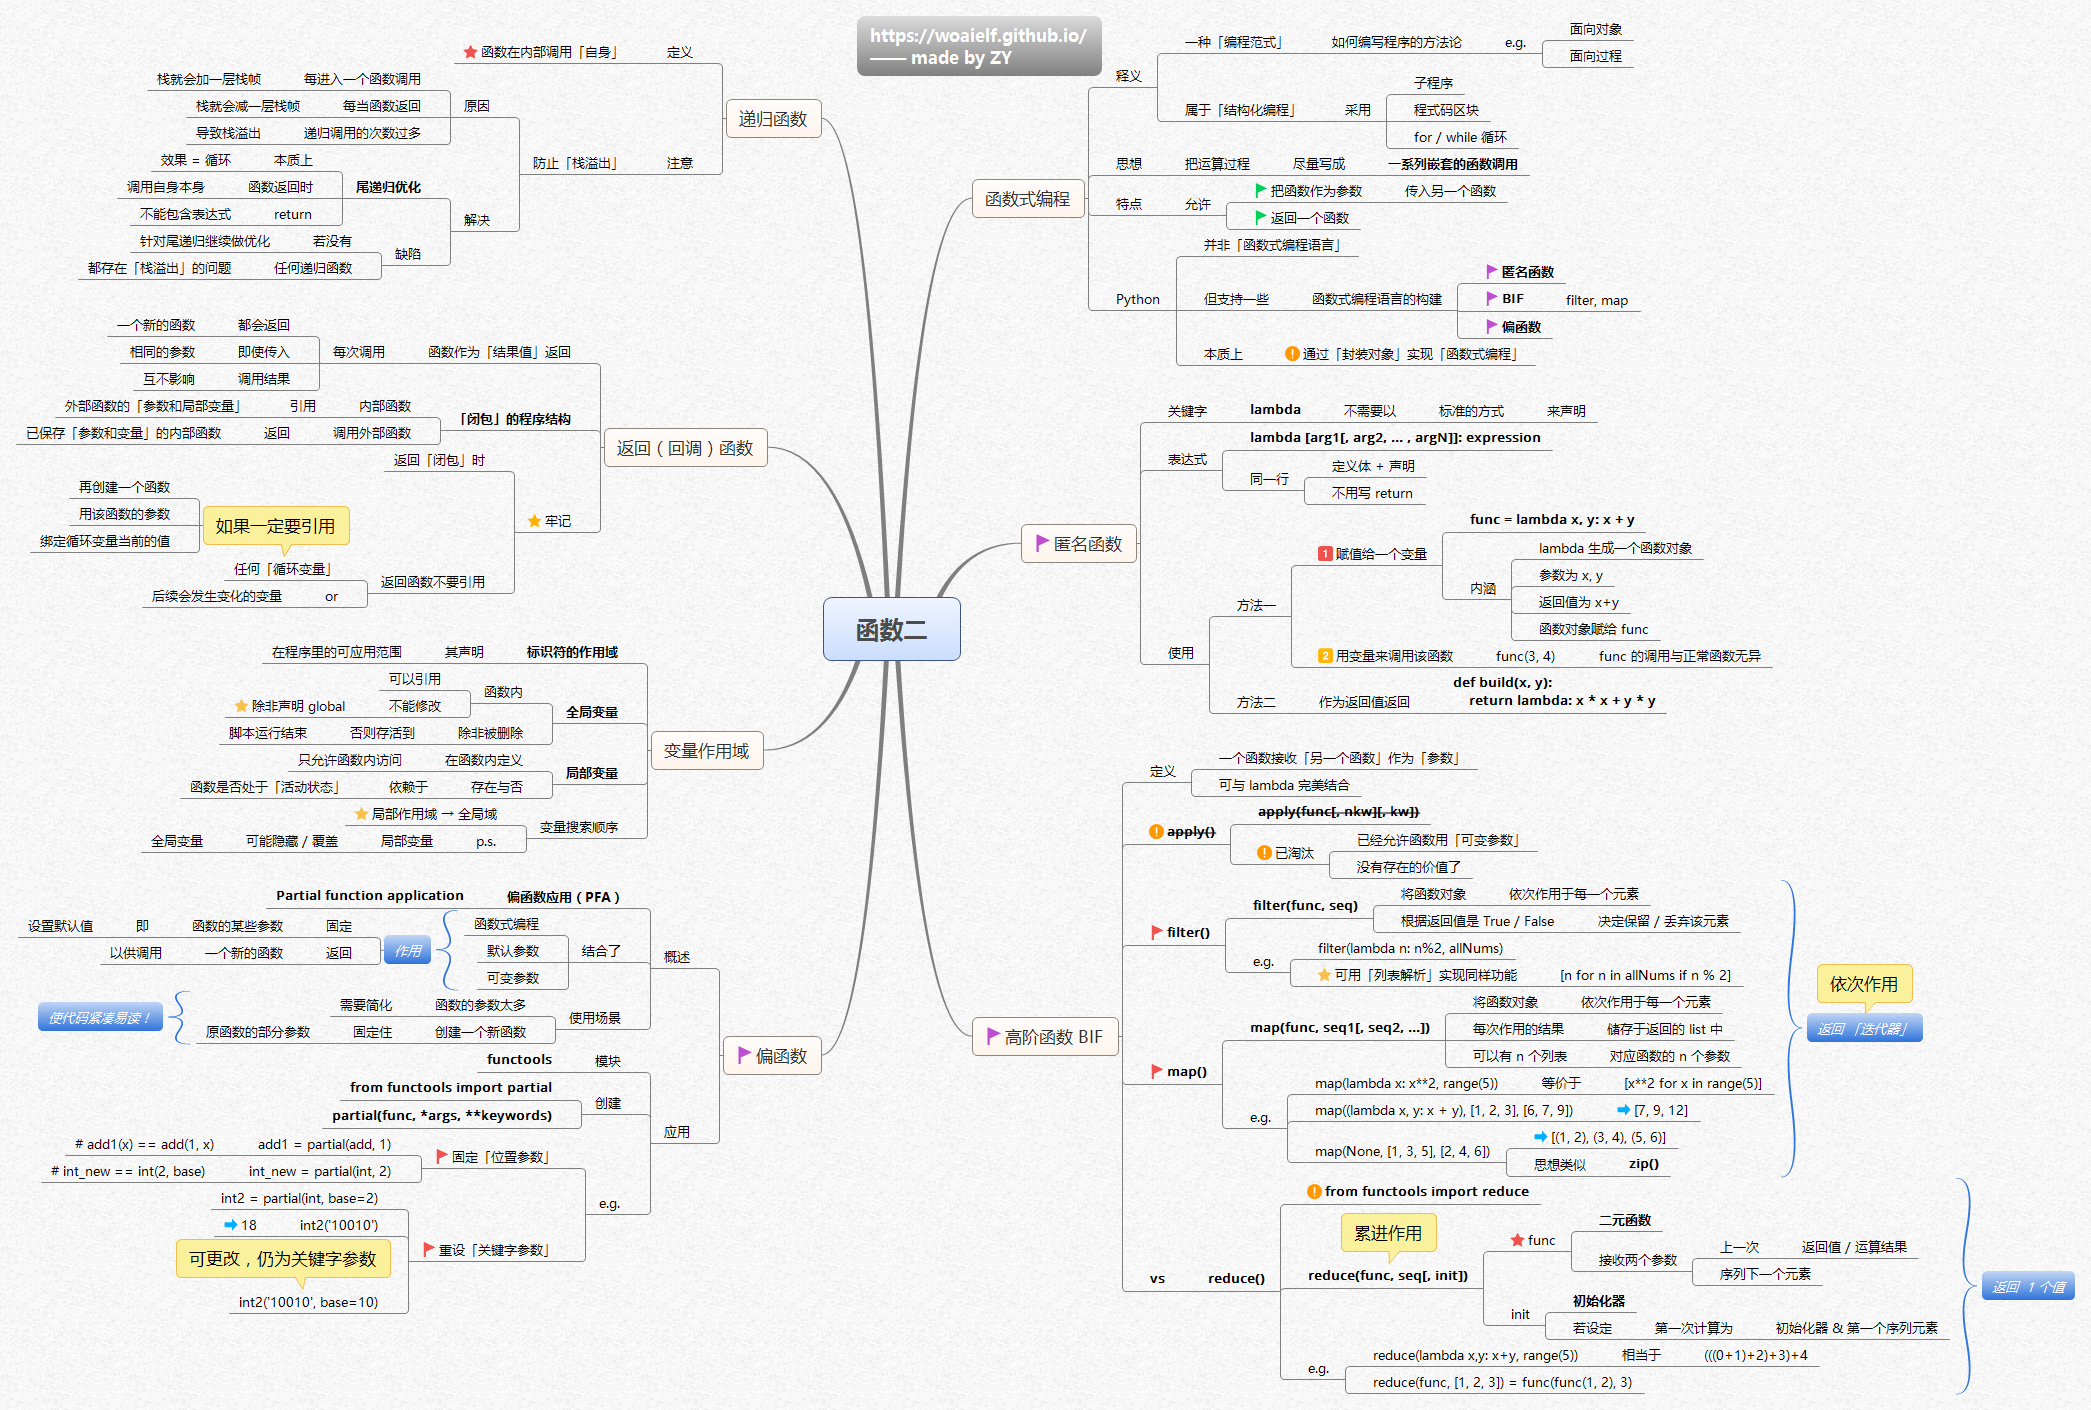 https://woaielf.github.io/
—— made by ZY
函数二
递归函数
定义
函数在内部调用「自身」
注意
防止「栈溢出」
原因
每进入一个函数调用
栈就会加一层栈帧
每当函数返回
栈就会减一层栈帧
递归调用的次数过多
导致栈溢出
解决
尾递归优化
本质上
效果 = 循环
函数返回时
调用自身本身
return
不能包含表达式
缺陷
若没有
针对尾递归继续做优化
任何递归函数
都存在「栈溢出」的问题
返回（回调）函数
函数作为「结果值」返回
每次调用
都会返回
一个新的函数
即使传入
相同的参数
调用结果
互不影响
「闭包」的程序结构
内部函数
引用
外部函数的「参数和局部变量」
调用外部函数
返回
已保存「参数和变量」的内部函数
牢记
返回「闭包」时
返回函数不要引用
任何「循环变量」
or
后续会发生变化的变量
如果一定要引用
再创建一个函数
用该函数的参数
绑定循环变量当前的值
变量作用域
标识符的作用域
其声明
在程序里的可应用范围
全局变量
函数内
可以引用
不能修改
除非声明 global
除非被删除
否则存活到
脚本运行结束
局部变量
在函数内定义
只允许函数内访问
存在与否
依赖于
函数是否处于「活动状态」
变量搜索顺序
局部作用域 → 全局域
p.s.
局部变量
可能隐藏 / 覆盖
全局变量
偏函数
概述
偏函数应用（PFA）
Partial function application
结合了
函数式编程
默认参数
可变参数
作用
固定
函数的某些参数
即
设置默认值
返回
一个新的函数
以供调用
使用场景
函数的参数太多
需要简化
创建一个新函数
固定住
原函数的部分参数
使代码紧凑易读！
应用
模块
functools
创建
from functools import partial
partial(func, *args, **keywords)
e.g.
固定「位置参数」
add1 = partial(add, 1)
# add1(x) == add(1, x)
int_new = partial(int, 2)
# int_new == int(2, base)
重设「关键字参数」
int2 = partial(int, base=2)
int2('10010')
18
可更改，仍为关键字参数
int2('10010', base=10)
函数式编程
释义
一种「编程范式」
如何编写程序的方法论
e.g.
面向对象
面向过程
属于「结构化编程」
采用
子程序
程式码区块
for / while 循环
思想
把运算过程
尽量写成
一系列嵌套的函数调用
特点
允许
把函数作为参数
传入另一个函数
返回一个函数
Python
并非「函数式编程语言」
但支持一些
函数式编程语言的构建
匿名函数
BIF
filter, map
偏函数
本质上
通过「封装对象」实现「函数式编程」
匿名函数
关键字
lambda
不需要以
标准的方式
来声明
表达式
lambda [arg1[, arg2, ... , argN]]: expression
同一行
定义体 + 声明
不用写 return
使用
方法一
1 赋值给一个变量
func = lambda x, y: x + y
内涵
lambda 生成一个函数对象
参数为 x, y
返回值为 x+y
函数对象赋给 func
2 用变量来调用该函数
func(3, 4)
func 的调用与正常函数无异
方法二
作为返回值返回
def build(x, y):
return lambda: x * x + y * y
高阶函数 BIF
定义
一个函数接收「另一个函数」作为「参数」
可与 lambda 完美结合
apply()
apply(func[, nkw][, kw])
已淘汰
已经允许函数用「可变参数」
没有存在的价值了
filter()
filter(func, seq)
将函数对象
依次作用于每一个元素
根据返回值是 True / False
决定保留 / 丢弃该元素
e.g.
filter(lambda n: n%2, allNums)
可用「列表解析」实现同样功能
[n for n in allNums if n % 2]
map()
map(func, seq1[, seq2, ...])
将函数对象
依次作用于每一个元素
每次作用的结果
储存于返回的 list 中
可以有 n 个列表
对应函数的 n 个参数
e.g.
map(lambda x: x**2, range(5))
等价于
[x**2 for x in range(5)]
map((lambda x, y: x + y), [1, 2, 3], [6, 7, 9])
[7, 9, 12]
map(None, [1, 3, 5], [2, 4, 6])
[(1, 2), (3, 4), (5, 6)]
思想类似
zip()
依次作用
返回「迭代器」
vs
reduce()
from functools import reduce
累进作用
reduce(func, seq[, init])
func
二元函数
接收两个参数
上一次
返回值 / 运算结果
序列下一个元素
init
初始化器
若设定
第一次计算为
初始化器 & 第一个序列元素
e.g.
reduce(lambda x,y: x+y, range(5))
相当于
(((0+1)+2)+3)+4
reduce(func, [1, 2, 3]) = func(func(1, 2), 3)
返回 1 个值